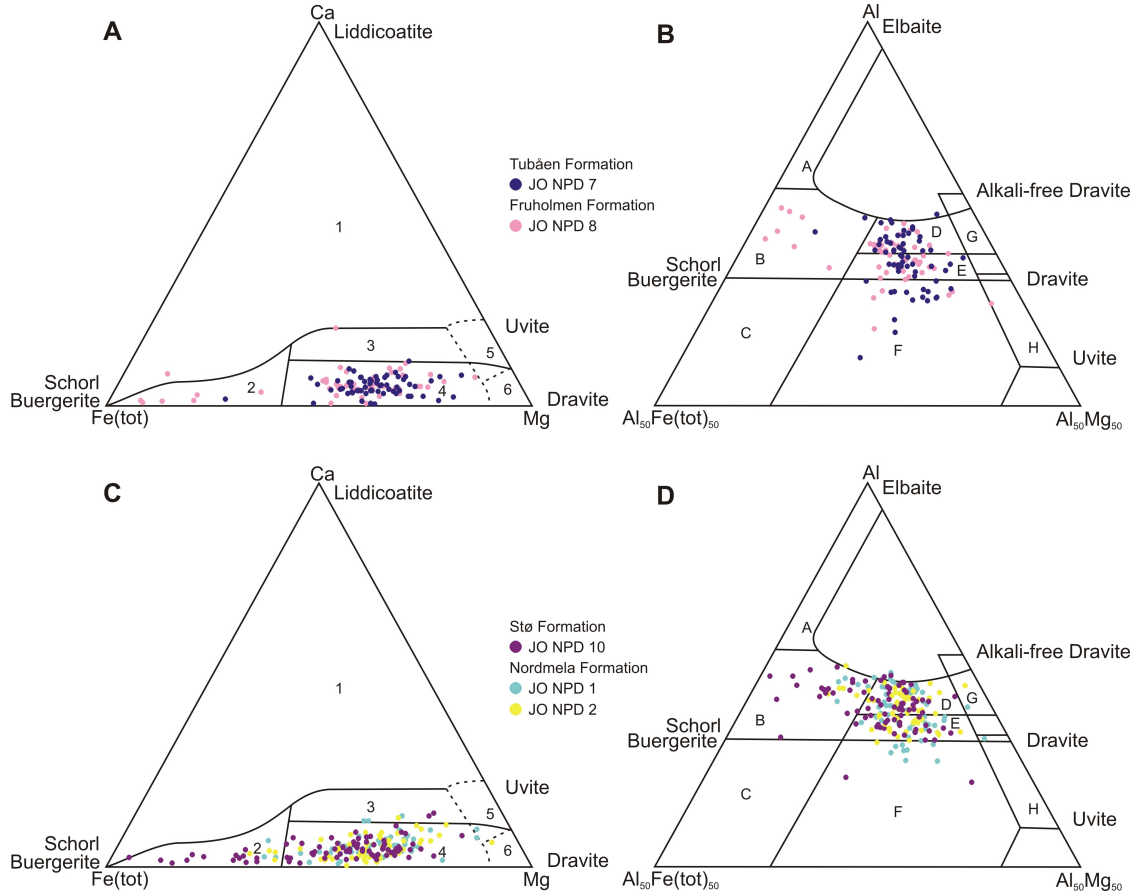 A
Ca
Liddicoatite
1
2
3
4
5
6
Uvite
Schorl
Buergerite
Dravite
Fe(tot)
Mg
Tubåen Formation
JO NPD 7
Fruholmen Formation
JO NPD 8
B
Al
Elbaite
A
Alkali-free Dravite
B
D
G
E
Schorl
Buergerite
Dravite
C
F
H
Uvite
Al50Fe(tot)50
Al50Mg50
C
Ca
Liddicoatite
1
2
3
4
5
6
Uvite
Schorl
Buergerite
Dravite
Fe(tot)
Mg
Stø Formation
JO NPD 10
Nordmela Formation
JO NPD 1
JO NPD 2
D
Al
Elbaite
A
Alkali-free Dravite
B
D
G
E
Schorl
Buergerite
Dravite
C
F
H
Uvite
Al50Fe(tot)50
Al50Mg50